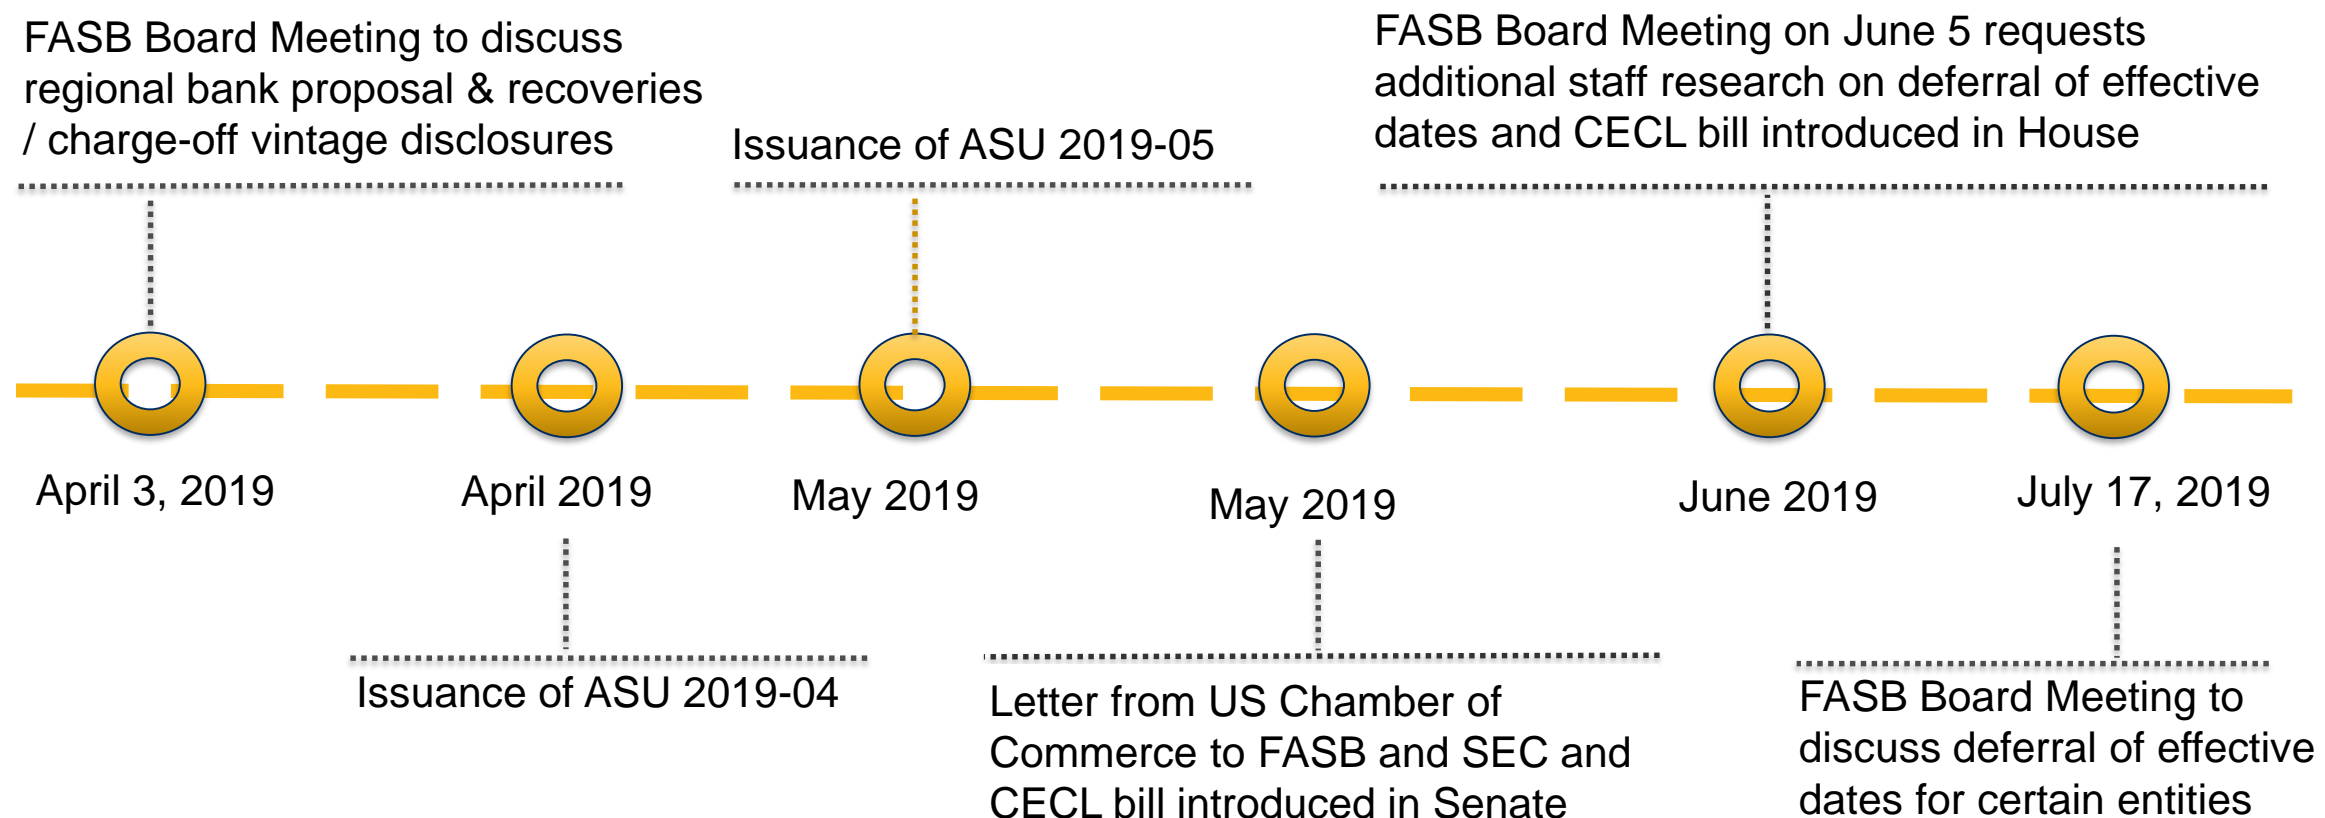 FASB Board Meeting to discuss
regional bank proposal & recoveries
/ charge-off vintage disclosures
Issuance of ASU 2019-05
FASB Board Meeting on June 5 requests
additional staff research on deferral of effective
dates and CECL bill introduced in House
April 3, 2019
April 2019
May 2019
May 2019
June 2019
July 17, 2019
Issuance of ASU 2019-04
Letter from US Chamber of
Commerce to FASB and SEC and
CECL bill introduced in Senate
FASB Board Meeting to
discuss deferral of effective
dates for certain entities